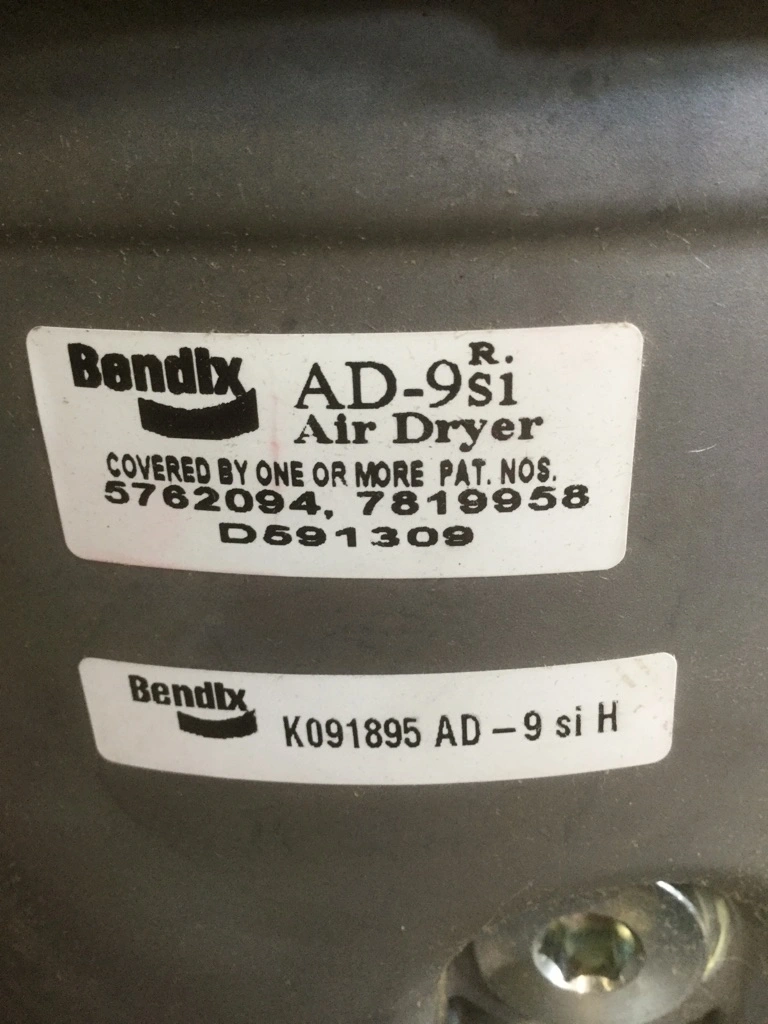 Bendix
AD-9si R.
Air Dryer
COVERED BY ONE OR MORE PAT. NOS.
5762094, 7819958
D591309
Bendix
K091895 AD-9 si H